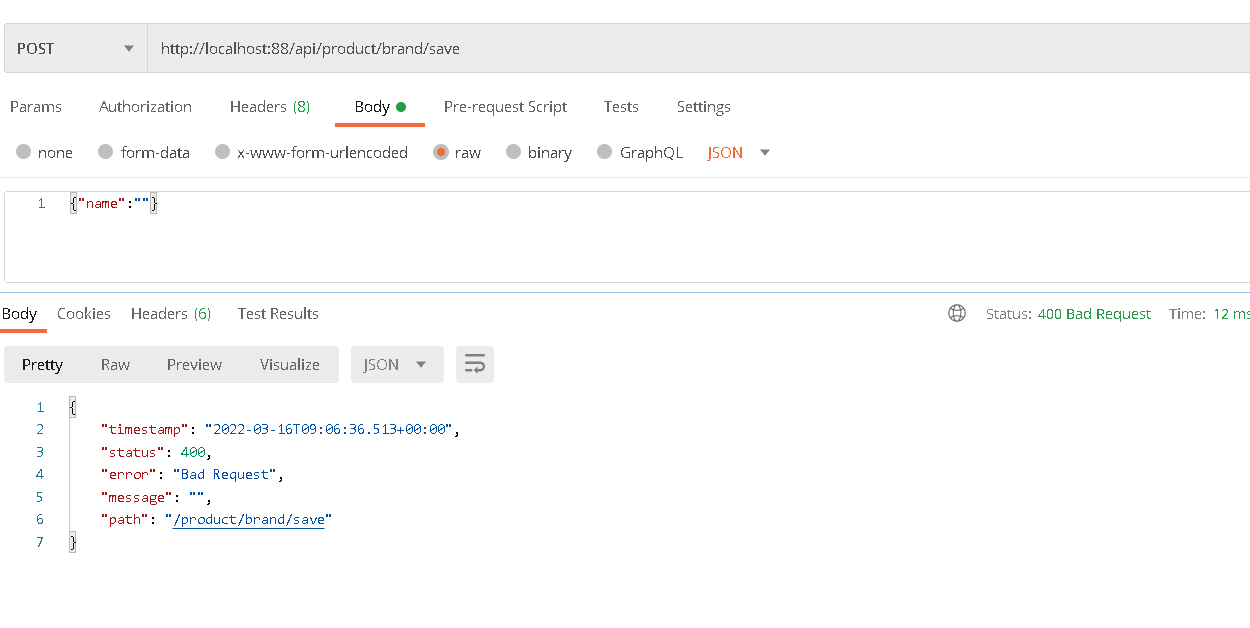 POST http://localhost:88/api/product/brand/save
Params Authorization Headers (8) Body Pre-request Script Tests Settings
none form-data x-www-form-urlencoded raw binary GraphQL JSON
1 {"name":""}
Body Cookies Headers (6) Test Results Status: 400 Bad Request Time: 12 ms
Pretty Raw Preview Visualize JSON
1 {
2 "timestamp": "2022-03-16T09:06:36.513+00:00",
3 "status": 400,
4 "error": "Bad Request",
5 "message": "",
6 "path": "/product/brand/save"
7 }